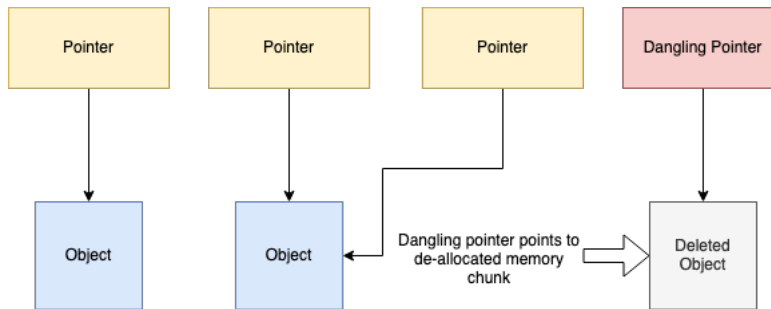 Pointer
Pointer
Pointer
Dangling Pointer
Object
Object
Dangling pointer points to
de-allocated memory
chunk
Deleted
Object